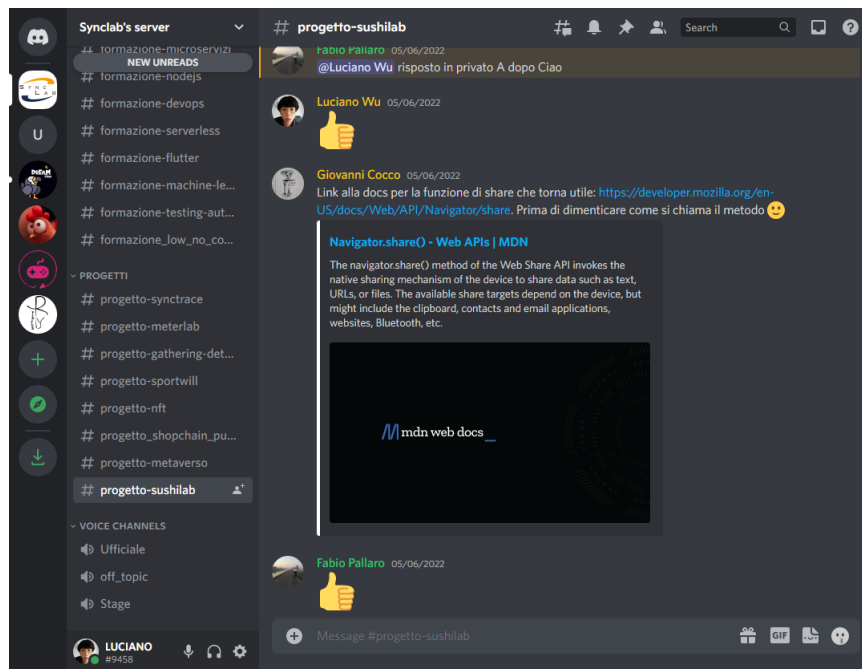 Synclab's server
# progetto-sushilab
Search
# formazione-microservizi
NEW UNREADS
# formazione-nodejs
# formazione-devops
# formazione-serverless
# formazione-flutter
# formazione-machine-le...
# formazione-testing-aut...
# formazione_low_no_co...
PROGETTI
# progetto-synctrace
# progetto-meterlab
# progetto-gathering-det...
# progetto-sportwill
# progetto-nft
# progetto_shopchain_pu...
# progetto-metaverso
# progetto-sushilab
VOICE CHANNELS
Ufficiale
off_topic
Stage
LUCIANO
#9458
SYNC
LAB
U
Fabio Pallaro 05/06/2022
@Luciano Wu risposto in privato A dopo Ciao
Luciano Wu 05/06/2022
Giovanni Cocco 05/06/2022
Link alla docs per la funzione di share che torna utile: https://developer.mozilla.org/en-
US/docs/Web/API/Navigator/share. Prima di dimenticare come si chiama il metodo
Navigator.share() - Web APIs | MDN
The navigator.share() method of the Web Share API invokes the
native sharing mechanism of the device to share data such as text,
URLs, or files. The available share targets depend on the device, but
might include the clipboard, contacts and email applications,
websites, Bluetooth, etc.
mdn web docs_
Fabio Pallaro 05/06/2022
Message #progetto-sushilab
GIF